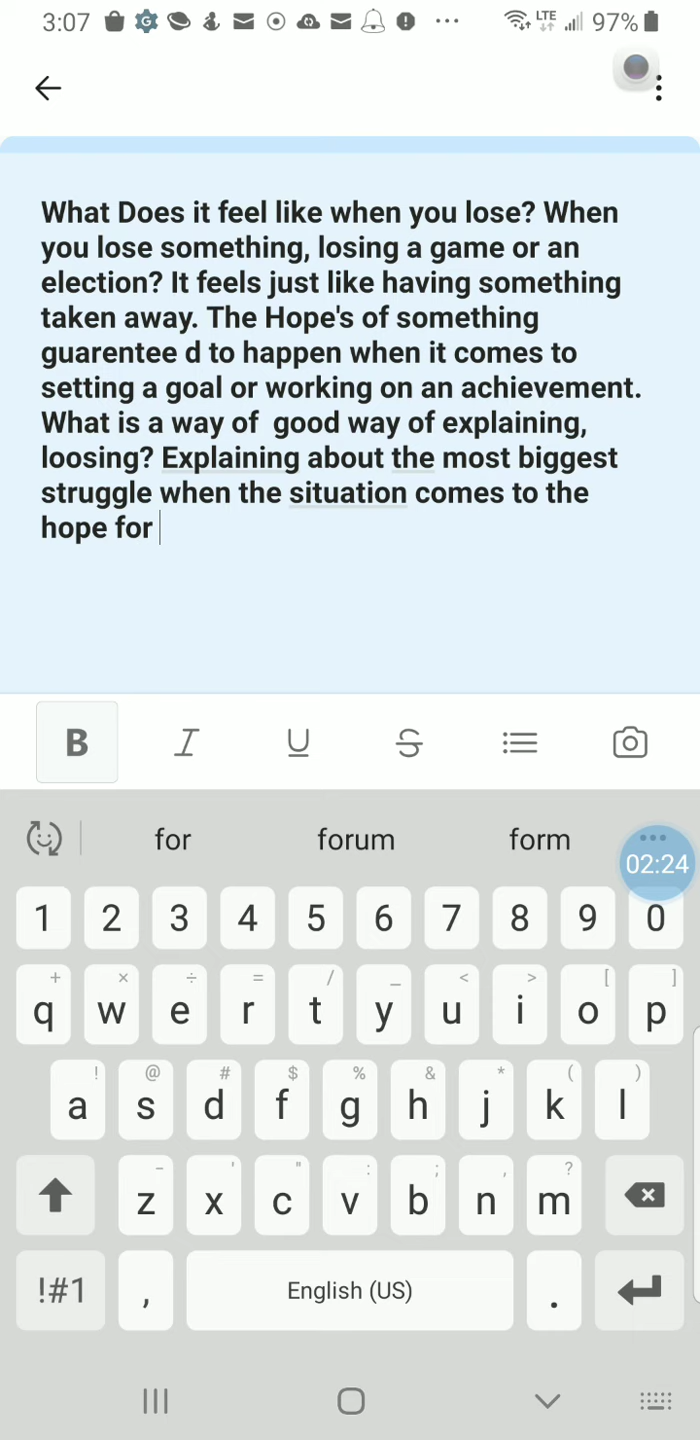 3:07 LTE 97%
What Does it feel like when you lose? When
you lose something, losing a game or an
election? It feels just like having something
taken away. The Hope's of something
guarentee d to happen when it comes to
setting a goal or working on an achievement.
What is a way of  good way of explaining,
loosing? Explaining about the most biggest
struggle when the situation comes to the
hope for
B I U S
for forum form
02:24
1 2 3 4 5 6 7 8 9 0
+ × ÷ = / _ < > [ ]
q w e r t y u i o p
! @ # $ % & * ( )
a s d f g h j k l
- ' " : ; , ?
z x c v b n m
!#1 , English (US) .